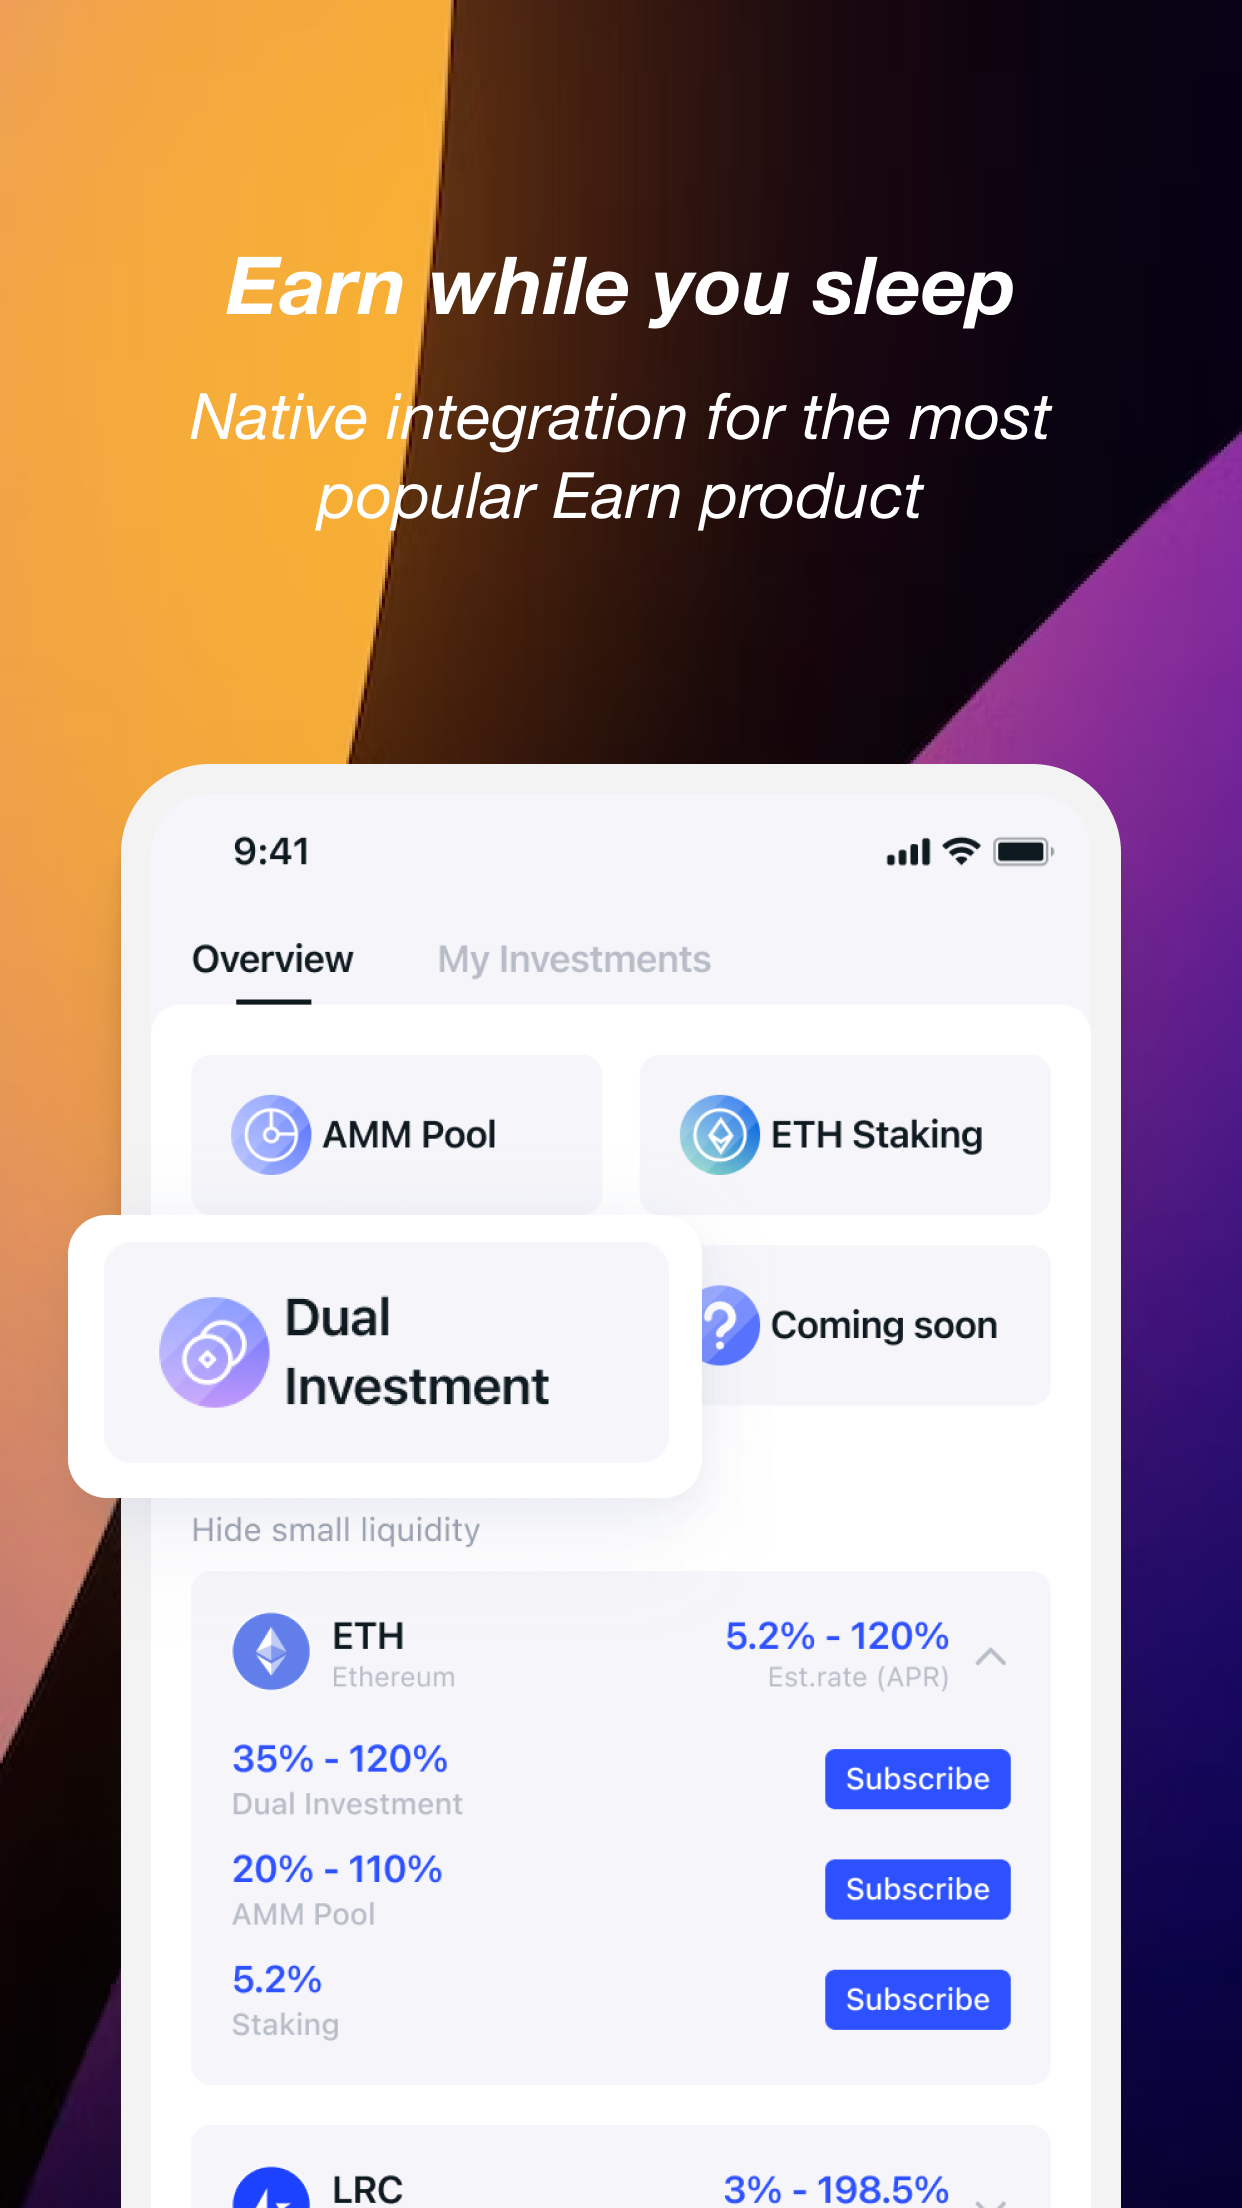 Earn while you sleep
Native integration for the most
popular Earn product
9:41
Overview My Investments
AMM Pool ETH Staking
Dual
Investment
Coming soon
Hide small liquidity
ETH 5.2% - 120%
Ethereum Est.rate (APR)
35% - 120%
Dual Investment
Subscribe
20% - 110%
AMM Pool
Subscribe
5.2%
Staking
Subscribe
LRC 3% - 198.5%